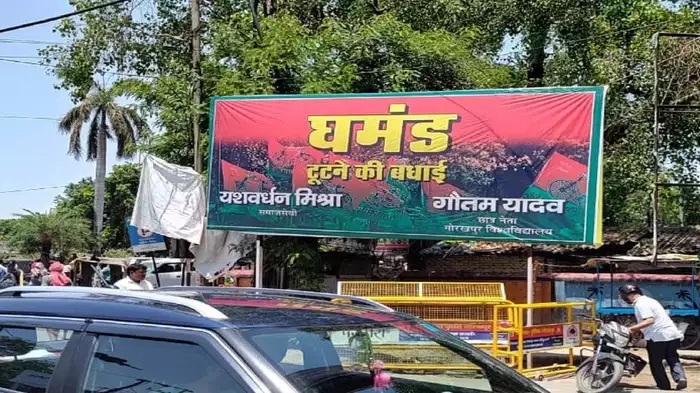 घमंड
टूटने की बधाई
यशवर्धन मिश्रा
समाजसेवी
गौतम यादव
छात्र नेता
गोरखपुर विश्वविद्यालय